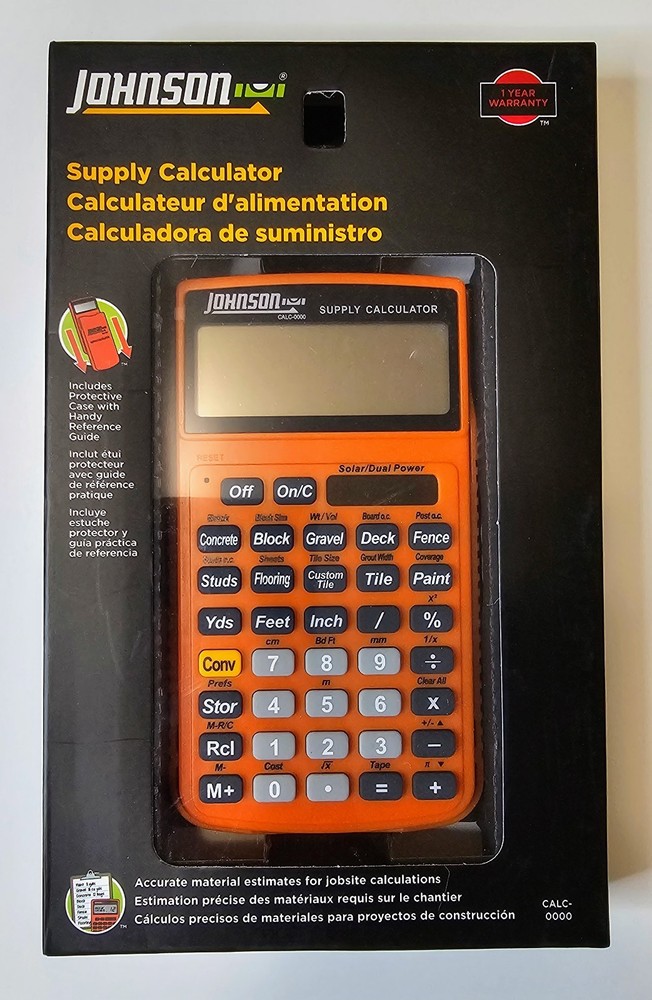 JOHNSON ®
1 YEAR
WARRANTY
TM
Supply Calculator
Calculateur d'alimentation
Calculadora de suministro
JOHNSON
CALC-0000
SUPPLY CALCULATOR
Includes
Protective
Case with
Handy
Reference
Guide
Inclut étui
protecteur
avec guide
de référence
pratique
Incluye
estuche
protector y
guía práctica
de referencia
RESET
Solar/Dual Power
Off On/C
Block Size Wt/Vol Board o.c. Post o.c.
Concrete Block Gravel Deck Fence
Sheets Tile Size Grout Width Coverage
Studs Flooring Custom Tile Tile Paint
x²
Yds Feet Inch / %
cm Bd Ft mm 1/x
Conv 7 8 9 ÷
Prefs m Clear All
Stor 4 5 6 x
M-R/C +/- ▲
Rcl 1 2 3 −
M- Cost √x Tape π ▼
M+ 0 • = +
Accurate material estimates for jobsite calculations
Estimation précise des matériaux requis sur le chantier
Cálculos precisos de materiales para proyectos de construcción
CALC-
0000
TM